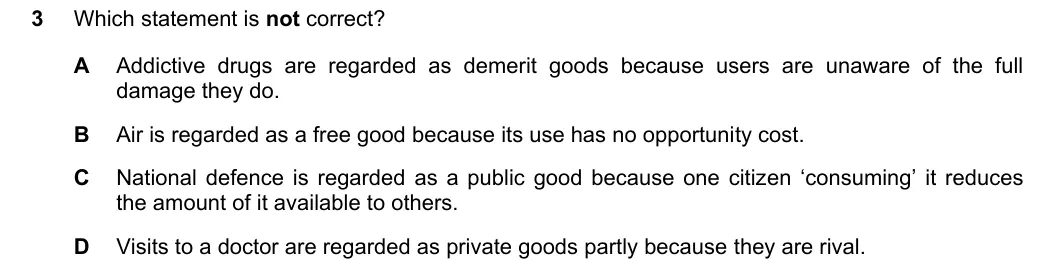 3 Which statement is not correct?
A Addictive drugs are regarded as demerit goods because users are unaware of the full
damage they do.
B Air is regarded as a free good because its use has no opportunity cost.
C National defence is regarded as a public good because one citizen ‘consuming’ it reduces
the amount of it available to others.
D Visits to a doctor are regarded as private goods partly because they are rival.